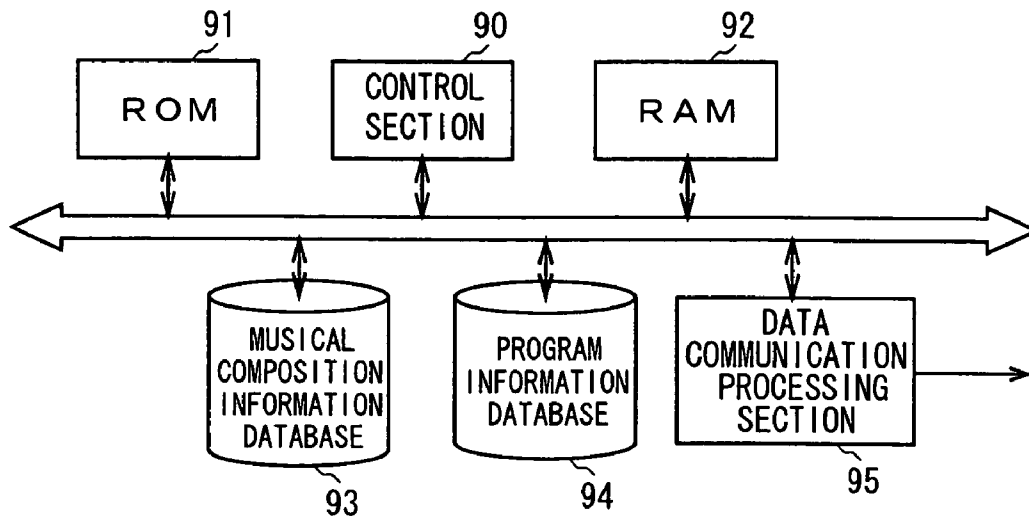 91
90
92
ROM
CONTROL
SECTION
RAM
MUSICAL
COMPOSITION
INFORMATION
DATABASE
PROGRAM
INFORMATION
DATABASE
DATA
COMMUNICATION
PROCESSING
SECTION
93
94
95